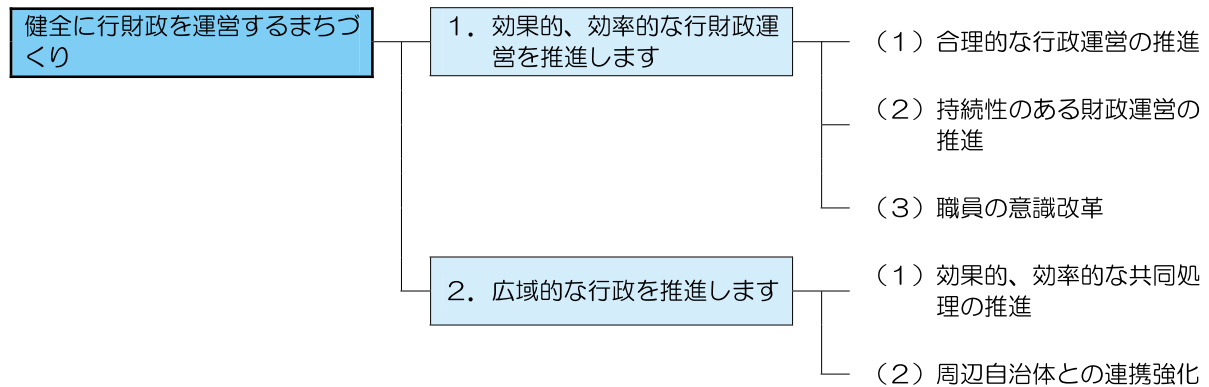 健全に行財政を運営するまちづ
くり
１．効果的、効率的な行財政運
営を推進します
（１）合理的な行政運営の推進
（２）持続性のある財政運営の
推進
（３）職員の意識改革
２．広域的な行政を推進します
（１）効果的、効率的な共同処
理の推進
（２）周辺自治体との連携強化